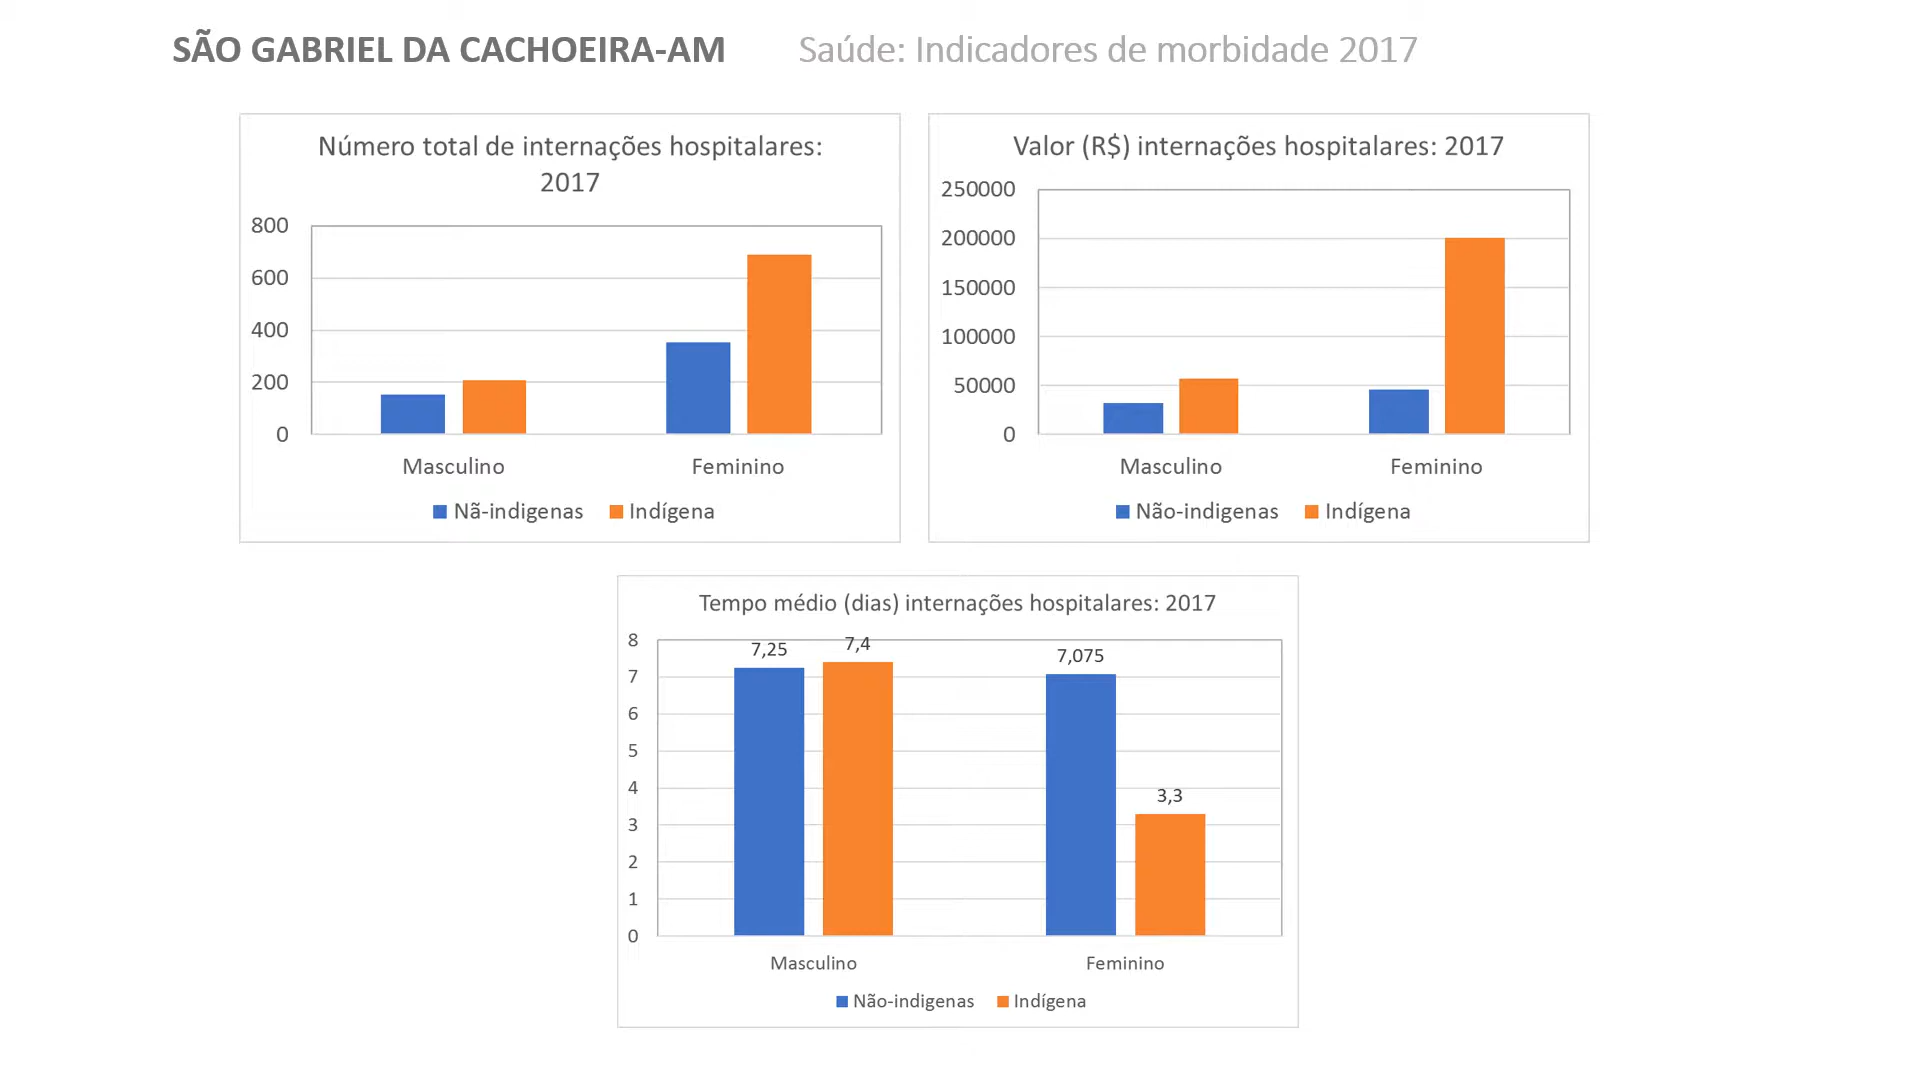 SÃO GABRIEL DA CACHOEIRA-AM Saúde: Indicadores de morbidade 2017
Número total de internações hospitalares:
2017
800
600
400
200
0
Masculino Feminino
Nã-indigenas Indígena
Valor (R$) internações hospitalares: 2017
250000
200000
150000
100000
50000
0
Masculino Feminino
Não-indigenas Indígena
Tempo médio (dias) internações hospitalares: 2017
8
7
6
5
4
3
2
1
0
7,25 7,4 7,075 3,3
Masculino Feminino
Não-indigenas Indígena